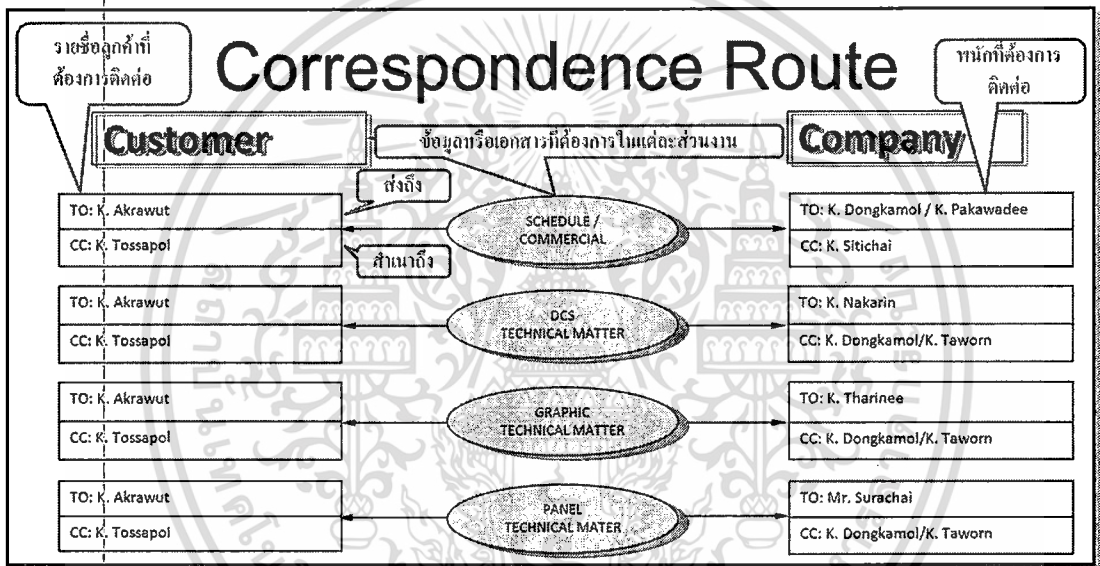 รายชื่อลูกค้าที่
ต้องการติดต่อ
Correspondence Route
พนักที่ต้องการ
ติดต่อ
Customer
ข้อมูลหรือเอกสารที่ต้องการในแต่ละส่วนงาน
Company
ส่งถึง
TO: K. Akrawut
CC: K. Tossapol
สำเนาถึง
SCHEDULE /
COMMERCIAL
TO: K. Dongkamol / K. Pakawadee
CC: K. Sitichai
TO: K. Akrawut
CC: K. Tossapol
DCS
TECHNICAL MATTER
TO: K. Nakarin
CC: K. Dongkamol/K. Taworn
TO: K. Akrawut
CC: K. Tossapol
GRAPHIC
TECHNICAL MATTER
TO: K. Tharinee
CC: K. Dongkamol/K. Taworn
TO: K. Akrawut
CC: K. Tossapol
PANEL
TECHNICAL MATER
TO: Mr. Surachai
CC: K. Dongkamol/K. Taworn